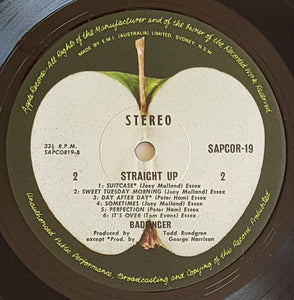 Apple Records. All Rights of the Manufacturer and of the Owner of the Recorded Work Reserved.
MADE BY E.M.I. (AUSTRALIA) LIMITED, SYDNEY, N.S.W.
STEREO
33⅓ R.P.M.
SAPCOR19-B
SAPCOR-19
2 STRAIGHT UP 2
1: SUITCASE* (Joey Molland) Essex
2: SWEET TUESDAY MORNING (Joey Molland) Essex
3: DAY AFTER DAY* (Peter Ham) Essex
4: SOMETIMES (Joey Molland) Essex
5: PERFECTION (Peter Ham) Essex
6: IT'S OVER (Tom Evans) Essex
BADFINGER
Produced by Todd Rundgren
except *Prod. by George Harrison
Unauthorised Public Performance, Broadcasting and Copying of this Record Prohibited